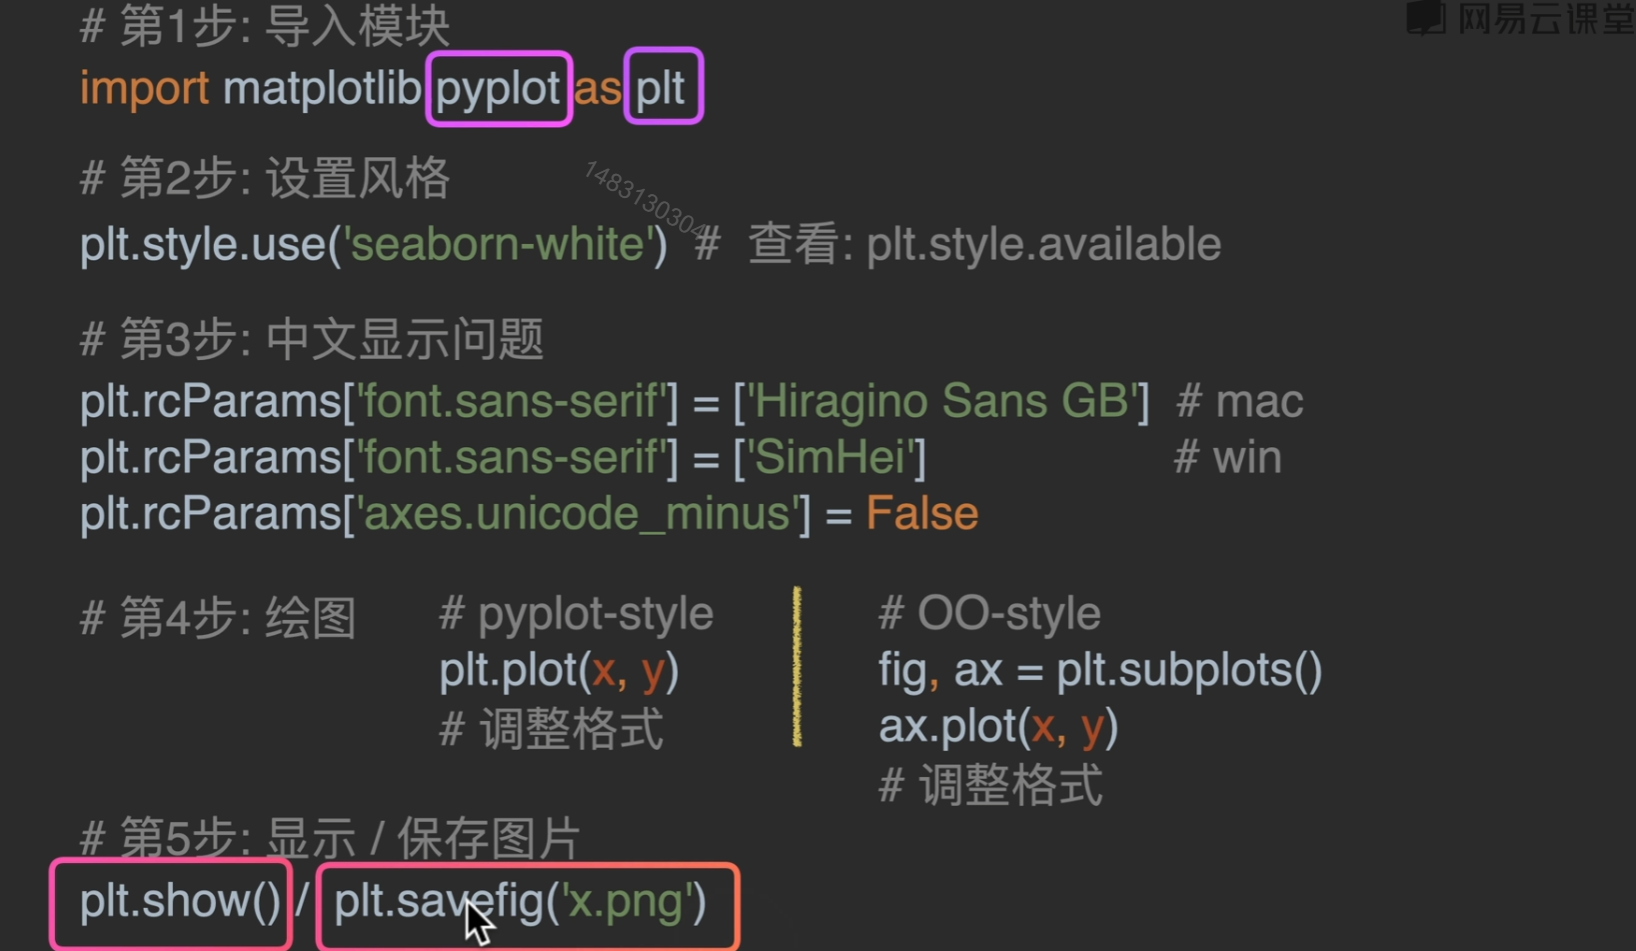 # 第1步: 导入模块
网易云课堂
import matplotlib pyplot as plt
# 第2步: 设置风格
1483130304
plt.style.use('seaborn-white') # 查看: plt.style.available
# 第3步: 中文显示问题
plt.rcParams['font.sans-serif'] = ['Hiragino Sans GB'] # mac
plt.rcParams['font.sans-serif'] = ['SimHei'] # win
plt.rcParams['axes.unicode_minus'] = False
# 第4步: 绘图
# pyplot-style
plt.plot(x, y)
# 调整格式
# OO-style
fig, ax = plt.subplots()
ax.plot(x, y)
# 调整格式
# 第5步: 显示 / 保存图片
plt.show() / plt.savefig('x.png')